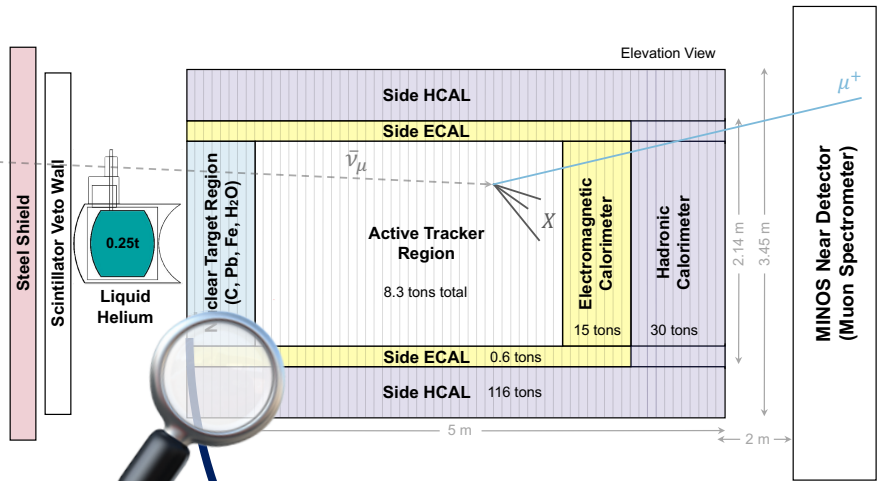 Elevation View
Side HCAL
μ⁺
Side ECAL
ν̄_μ
Steel Shield
Scintillator Veto Wall
0.25t
Liquid
Helium
Nuclear Target Region
(C, Pb, Fe, H₂O)
Active Tracker
Region
8.3 tons total
X
Electromagnetic
Calorimeter
15 tons
Hadronic
Calorimeter
30 tons
2.14 m
3.45 m
MINOS Near Detector
(Muon Spectrometer)
Side ECAL 0.6 tons
Side HCAL 116 tons
5 m
2 m